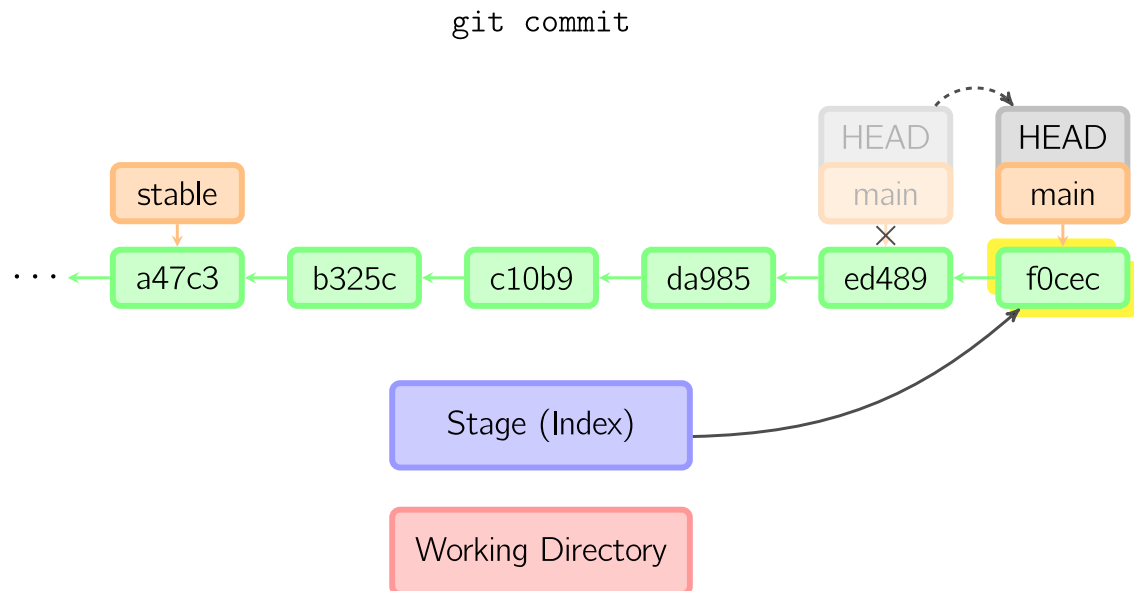 git commit
HEAD HEAD
stable main main
... a47c3 b325c c10b9 da985 ed489 f0cec
Stage (Index)
Working Directory